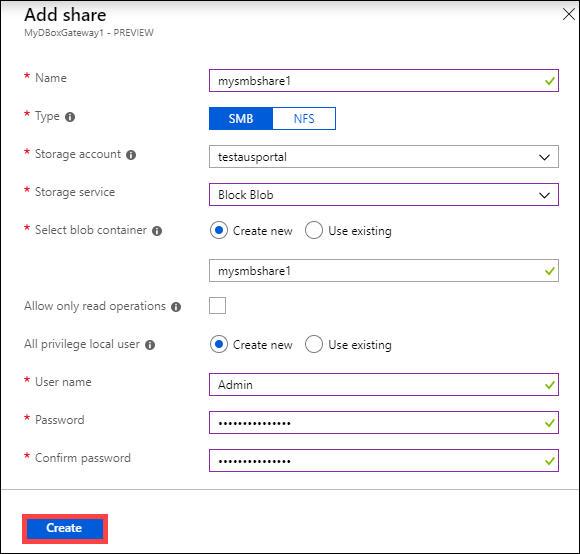 Add share
MyDBoxGateway1 - PREVIEW
* Name mysmbshare1
* Type SMB NFS
* Storage account testausportal
* Storage service Block Blob
* Select blob container Create new Use existing
mysmbshare1
Allow only read operations
All privilege local user Create new Use existing
* User name Admin
* Password •••••••••••••••
* Confirm password •••••••••••••••
Create